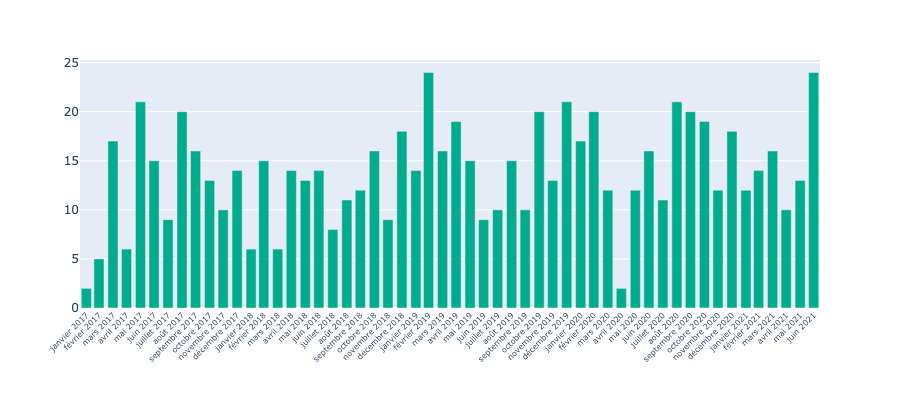 25
20
15
10
5
0
janvier 2017
février 2017
mars 2017
avril 2017
mai 2017
juin 2017
juillet 2017
août 2017
septembre 2017
octobre 2017
novembre 2017
décembre 2017
janvier 2018
février 2018
mars 2018
avril 2018
mai 2018
juin 2018
juillet 2018
août 2018
septembre 2018
octobre 2018
novembre 2018
décembre 2018
janvier 2019
février 2019
mars 2019
avril 2019
mai 2019
juin 2019
juillet 2019
août 2019
septembre 2019
octobre 2019
novembre 2019
décembre 2019
janvier 2020
février 2020
mars 2020
avril 2020
mai 2020
juin 2020
juillet 2020
août 2020
septembre 2020
octobre 2020
novembre 2020
décembre 2020
janvier 2021
février 2021
mars 2021
avril 2021
mai 2021
juin 2021